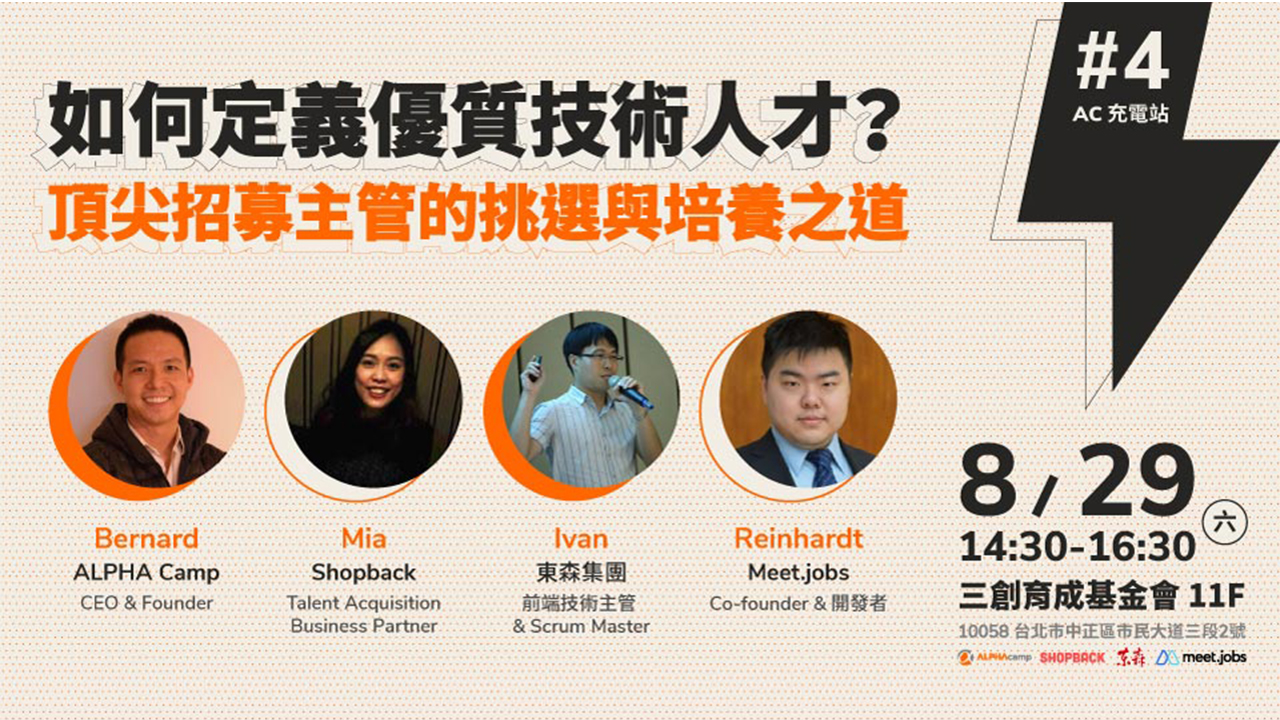 #4
AC 充電站
如何定義優質技術人才？
頂尖招募主管的挑選與培養之道
Bernard
ALPHA Camp
CEO & Founder
Mia
Shopback
Talent Acquisition
Business Partner
Ivan
東森集團
前端技術主管
& Scrum Master
Reinhardt
Meet.jobs
Co-founder & 開發者
8/29
六
14:30-16:30
三創育成基金會 11F
10058 台北市中正區市民大道三段2號
ALPHAcamp SHOPBACK 东森 meet.jobs